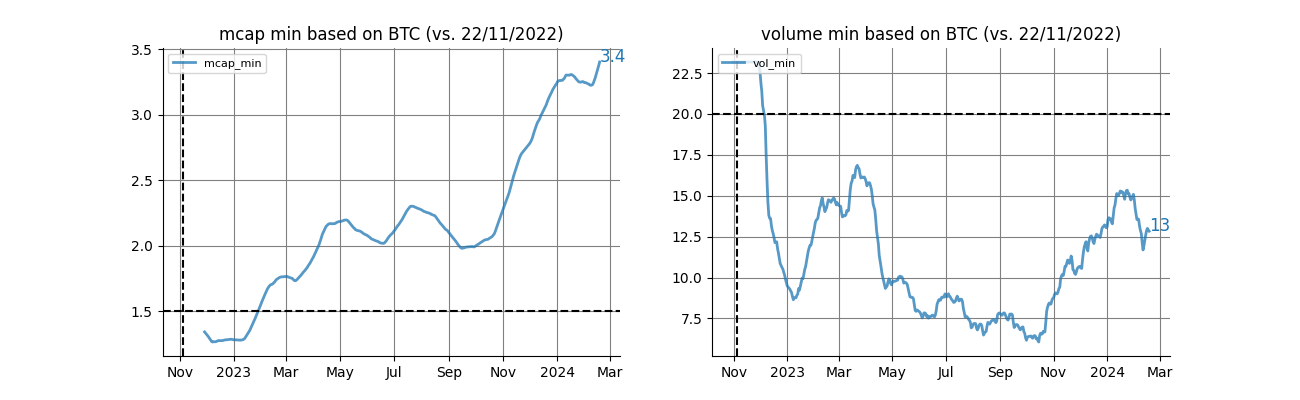 mcap min based on BTC (vs. 22/11/2022)
3.5
3.0
2.5
2.0
1.5
mcap_min
3.4
Nov 2023 Mar May Jul Sep Nov 2024 Mar
volume min based on BTC (vs. 22/11/2022)
22.5
20.0
17.5
15.0
12.5
10.0
7.5
vol_min
13
Nov 2023 Mar May Jul Sep Nov 2024 Mar